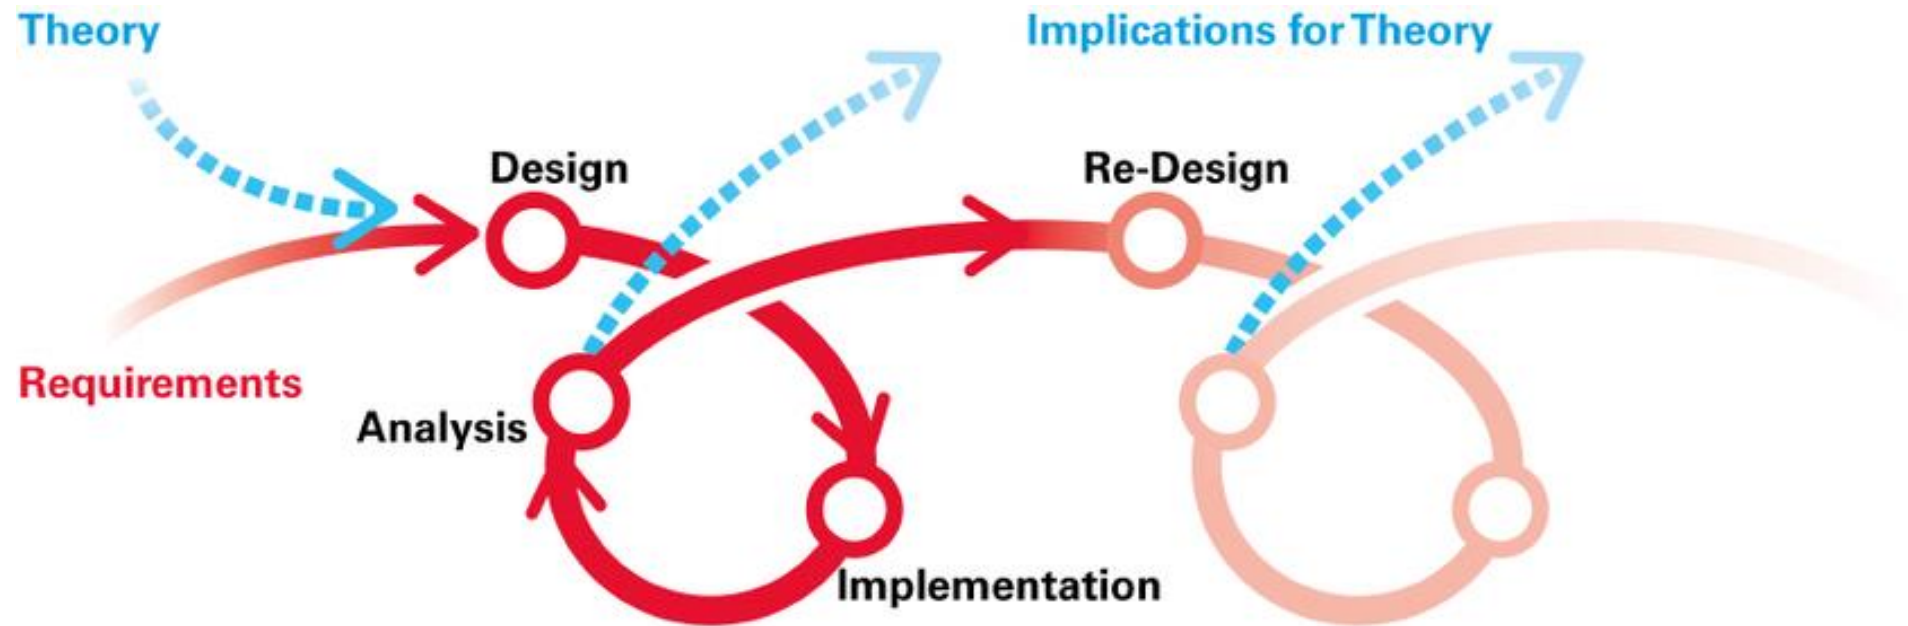 Theory
Implications for Theory
Design
Re-Design
Requirements
Analysis
Implementation